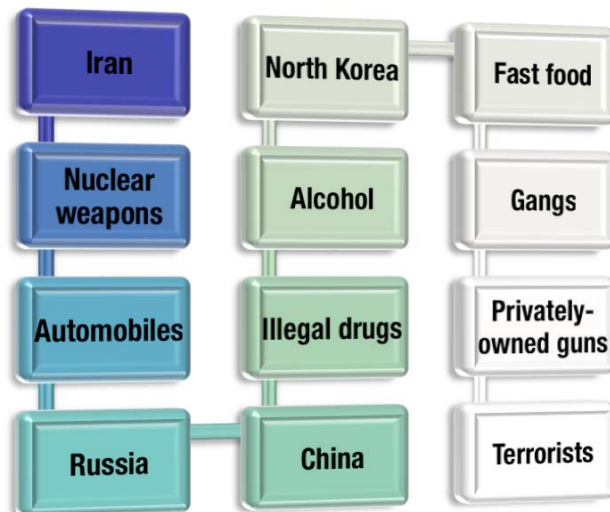 Iran
Nuclear
weapons
Automobiles
Russia
China
Illegal drugs
Alcohol
North Korea
Fast food
Gangs
Privately-
owned guns
Terrorists